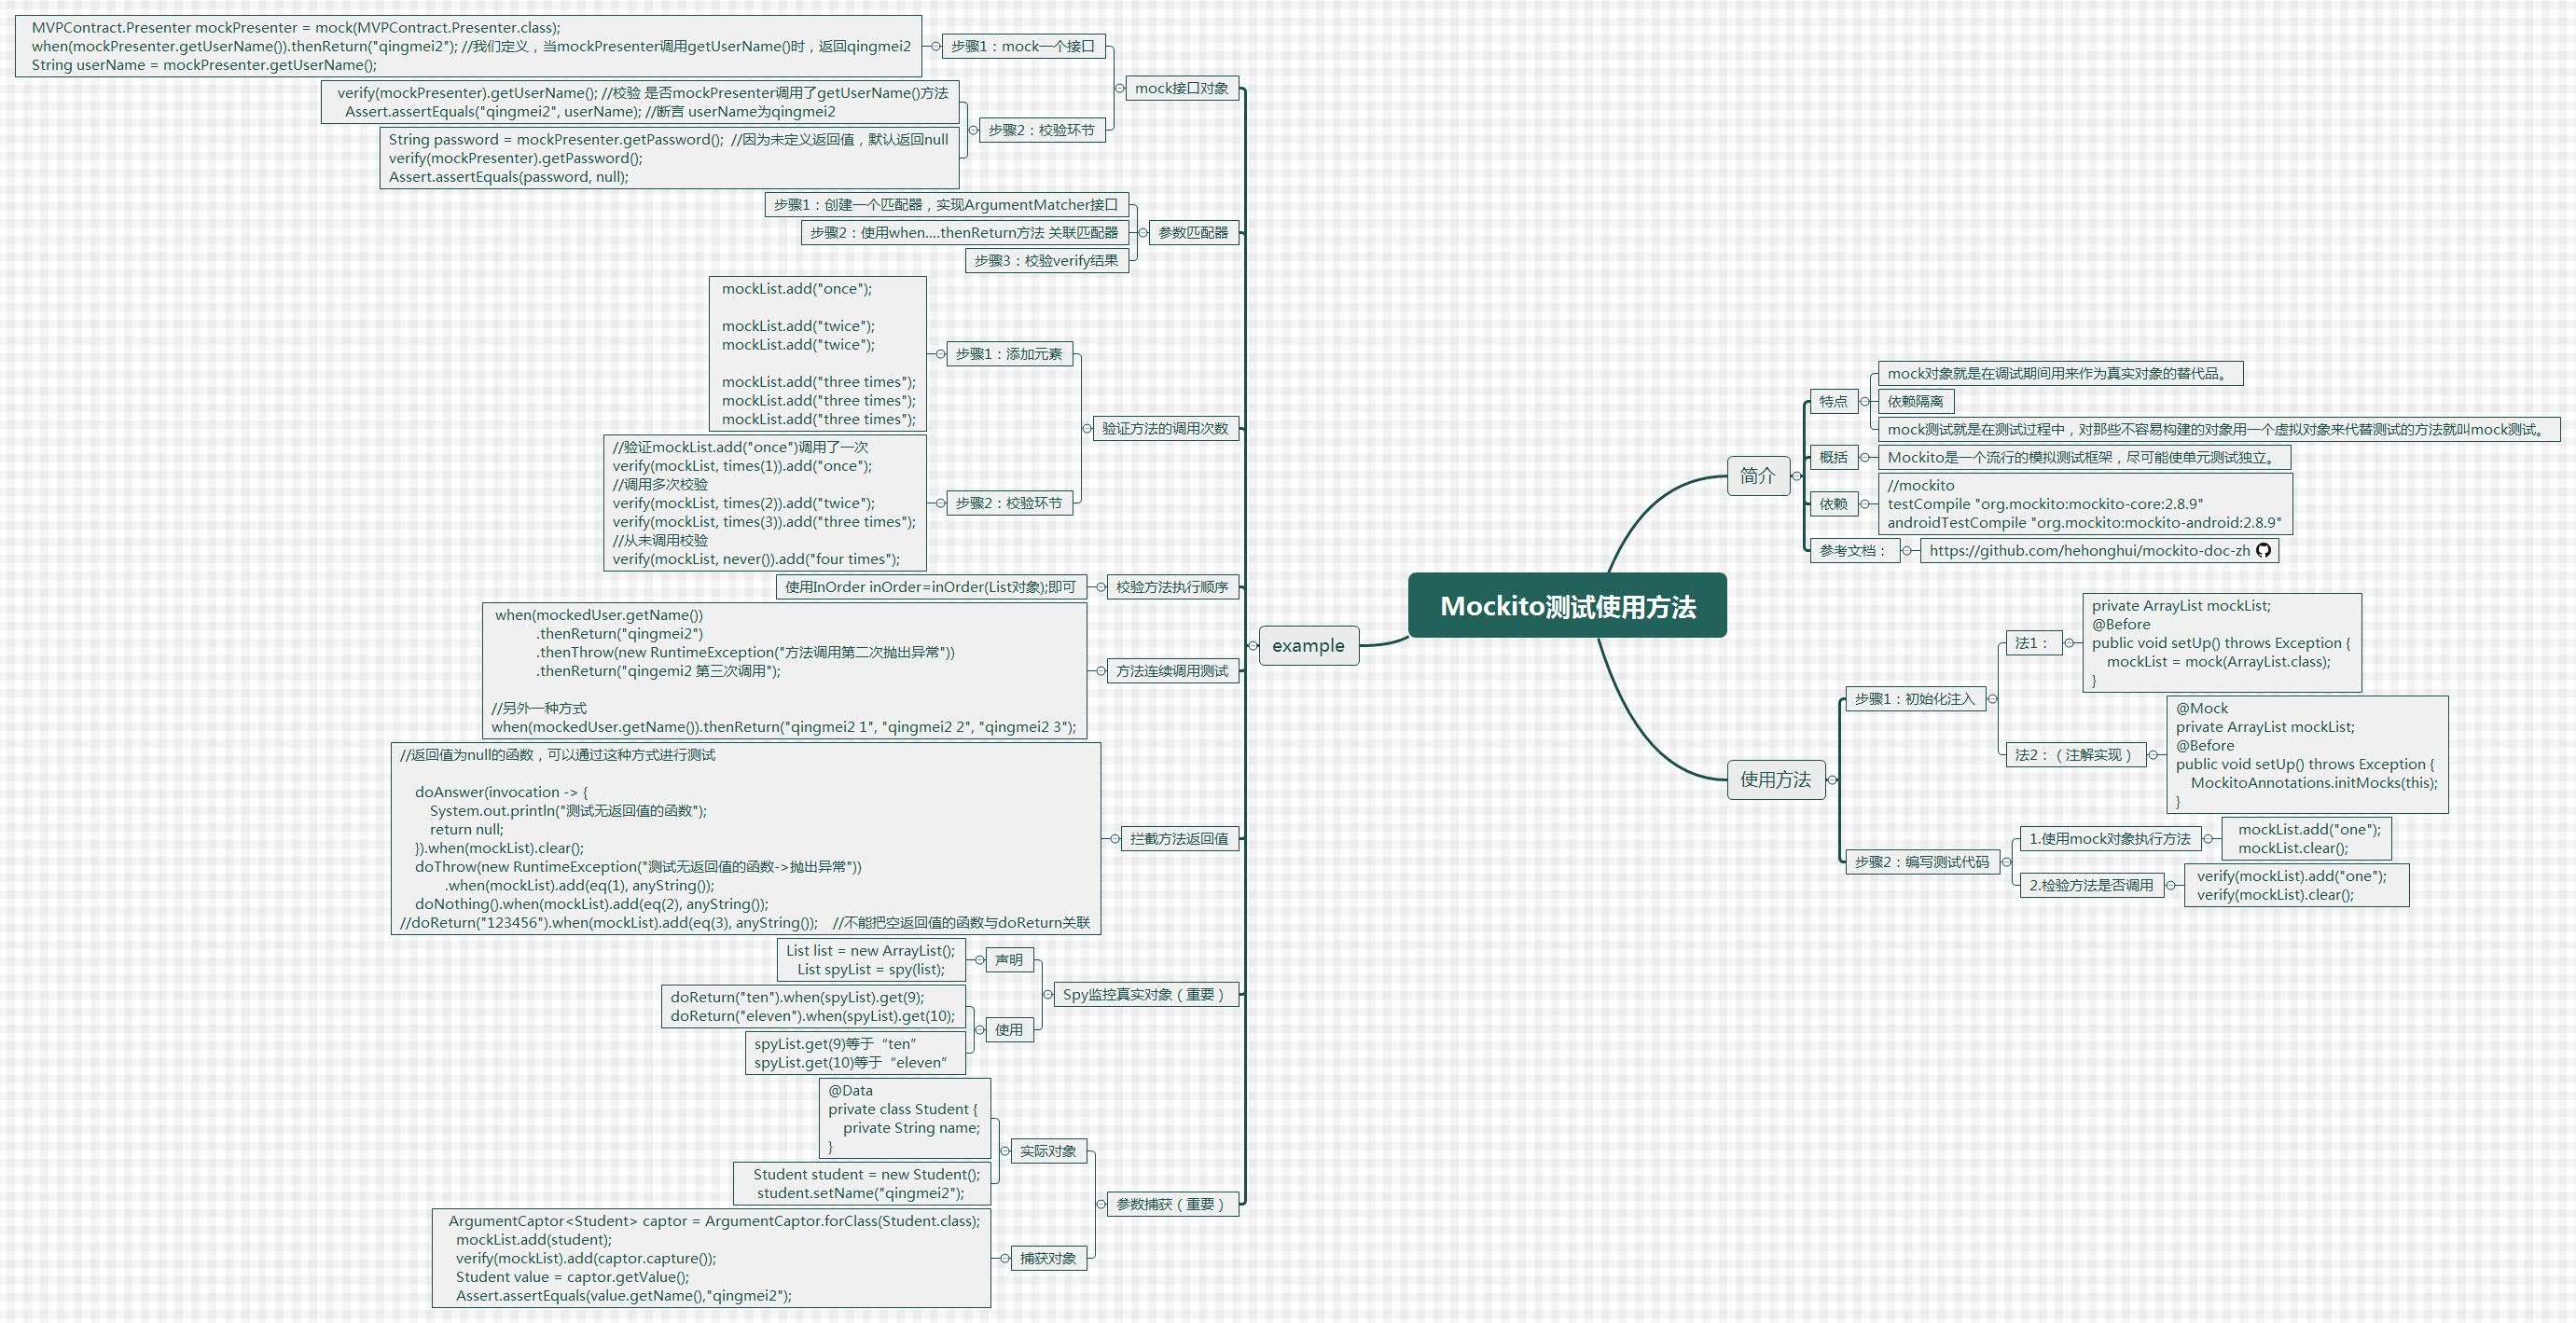 Mockito测试使用方法
简介
特点
mock对象就是在调试期间用来作为真实对象的替代品。
依赖隔离
mock测试就是在测试过程中，对那些不容易构建的对象用一个虚拟对象来代替测试的方法就叫mock测试。
概括
Mockito是一个流行的模拟测试框架，尽可能使单元测试独立。
依赖
//mockito
testCompile "org.mockito:mockito-core:2.8.9"
androidTestCompile "org.mockito:mockito-android:2.8.9"
参考文档：
https://github.com/hehonghui/mockito-doc-zh
使用方法
步骤1：初始化注入
法1：
private ArrayList mockList;
@Before
public void setUp() throws Exception {
mockList = mock(ArrayList.class);
}
法2：（注解实现）
@Mock
private ArrayList mockList;
@Before
public void setUp() throws Exception {
MockitoAnnotations.initMocks(this);
}
步骤2：编写测试代码
1.使用mock对象执行方法
mockList.add("one");
mockList.clear();
2.检验方法是否调用
verify(mockList).add("one");
verify(mockList).clear();
example
mock接口对象
步骤1：mock一个接口
MVPContract.Presenter mockPresenter = mock(MVPContract.Presenter.class);
when(mockPresenter.getUserName()).thenReturn("qingmei2"); //我们定义，当mockPresenter调用getUserName()时，返回qingmei2
String userName = mockPresenter.getUserName();
步骤2：校验环节
verify(mockPresenter).getUserName(); //校验 是否mockPresenter调用了getUserName()方法
Assert.assertEquals("qingmei2", userName); //断言 userName为qingmei2
String password = mockPresenter.getPassword();  //因为未定义返回值，默认返回null
verify(mockPresenter).getPassword();
Assert.assertEquals(password, null);
参数匹配器
步骤1：创建一个匹配器，实现ArgumentMatcher接口
步骤2：使用when....thenReturn方法 关联匹配器
步骤3：校验verify结果
验证方法的调用次数
步骤1：添加元素
mockList.add("once");
mockList.add("twice");
mockList.add("twice");
mockList.add("three times");
mockList.add("three times");
mockList.add("three times");
步骤2：校验环节
//验证mockList.add("once")调用了一次
verify(mockList, times(1)).add("once");
//调用多次校验
verify(mockList, times(2)).add("twice");
verify(mockList, times(3)).add("three times");
//从未调用校验
verify(mockList, never()).add("four times");
校验方法执行顺序
使用InOrder inOrder=inOrder(List对象);即可
方法连续调用测试
when(mockedUser.getName())
.thenReturn("qingmei2")
.thenThrow(new RuntimeException("方法调用第二次抛出异常"))
.thenReturn("qingemi2 第三次调用");
//另外一种方式
when(mockedUser.getName()).thenReturn("qingmei2 1", "qingmei2 2", "qingmei2 3");
拦截方法返回值
//返回值为null的函数，可以通过这种方式进行测试
doAnswer(invocation -> {
System.out.println("测试无返回值的函数");
return null;
}).when(mockList).clear();
doThrow(new RuntimeException("测试无返回值的函数->抛出异常"))
.when(mockList).add(eq(1), anyString());
doNothing().when(mockList).add(eq(2), anyString());
//doReturn("123456").when(mockList).add(eq(3), anyString());    //不能把空返回值的函数与doReturn关联
Spy监控真实对象（重要）
声明
List list = new ArrayList();
List spyList = spy(list);
使用
doReturn("ten").when(spyList).get(9);
doReturn("eleven").when(spyList).get(10);
spyList.get(9)等于“ten”
spyList.get(10)等于“eleven”
参数捕获（重要）
实际对象
@Data
private class Student {
private String name;
}
Student student = new Student();
student.setName("qingmei2");
捕获对象
ArgumentCaptor<Student> captor = ArgumentCaptor.forClass(Student.class);
mockList.add(student);
verify(mockList).add(captor.capture());
Student value = captor.getValue();
Assert.assertEquals(value.getName(),"qingmei2");